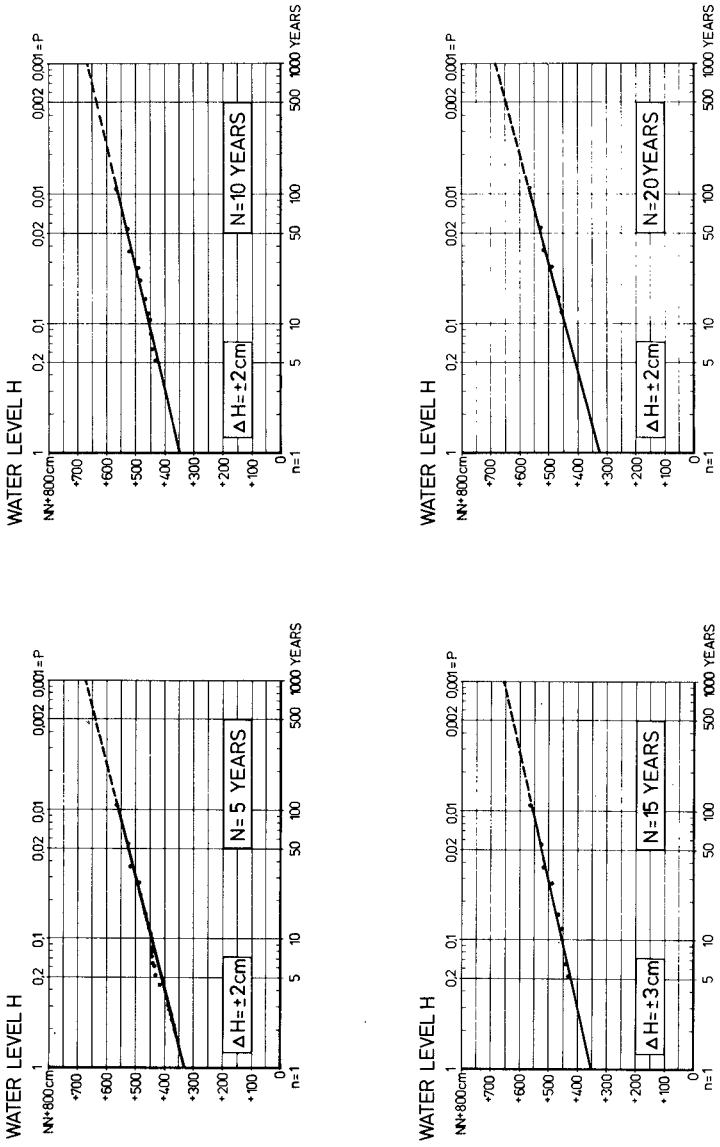 WATER LEVEL H
1 0.2 0.1 0.02 0.01 0.002 0.001 = P
NN+800cm
+700
+600
+500
+400
+300
+200
+100
0
ΔH = ±2cm
N = 5 YEARS
n=1 5 10 50 100 500 1000 YEARS
WATER LEVEL H
1 0.2 0.1 0.02 0.01 0.002 0.001 = P
NN+800cm
+700
+600
+500
+400
+300
+200
+100
0
ΔH = ±2cm
N = 10 YEARS
n=1 5 10 50 100 500 1000 YEARS
WATER LEVEL H
1 0.2 0.1 0.02 0.01 0.002 0.001 = P
NN+800cm
+700
+600
+500
+400
+300
+200
+100
0
ΔH = ±3cm
N = 15 YEARS
n=1 5 10 50 100 500 1000 YEARS
WATER LEVEL H
1 0.2 0.1 0.02 0.01 0.002 0.001 = P
NN+800cm
+700
+600
+500
+400
+300
+200
+100
0
ΔH = ±2cm
N = 20 YEARS
n=1 5 10 50 100 500 1000 YEARS